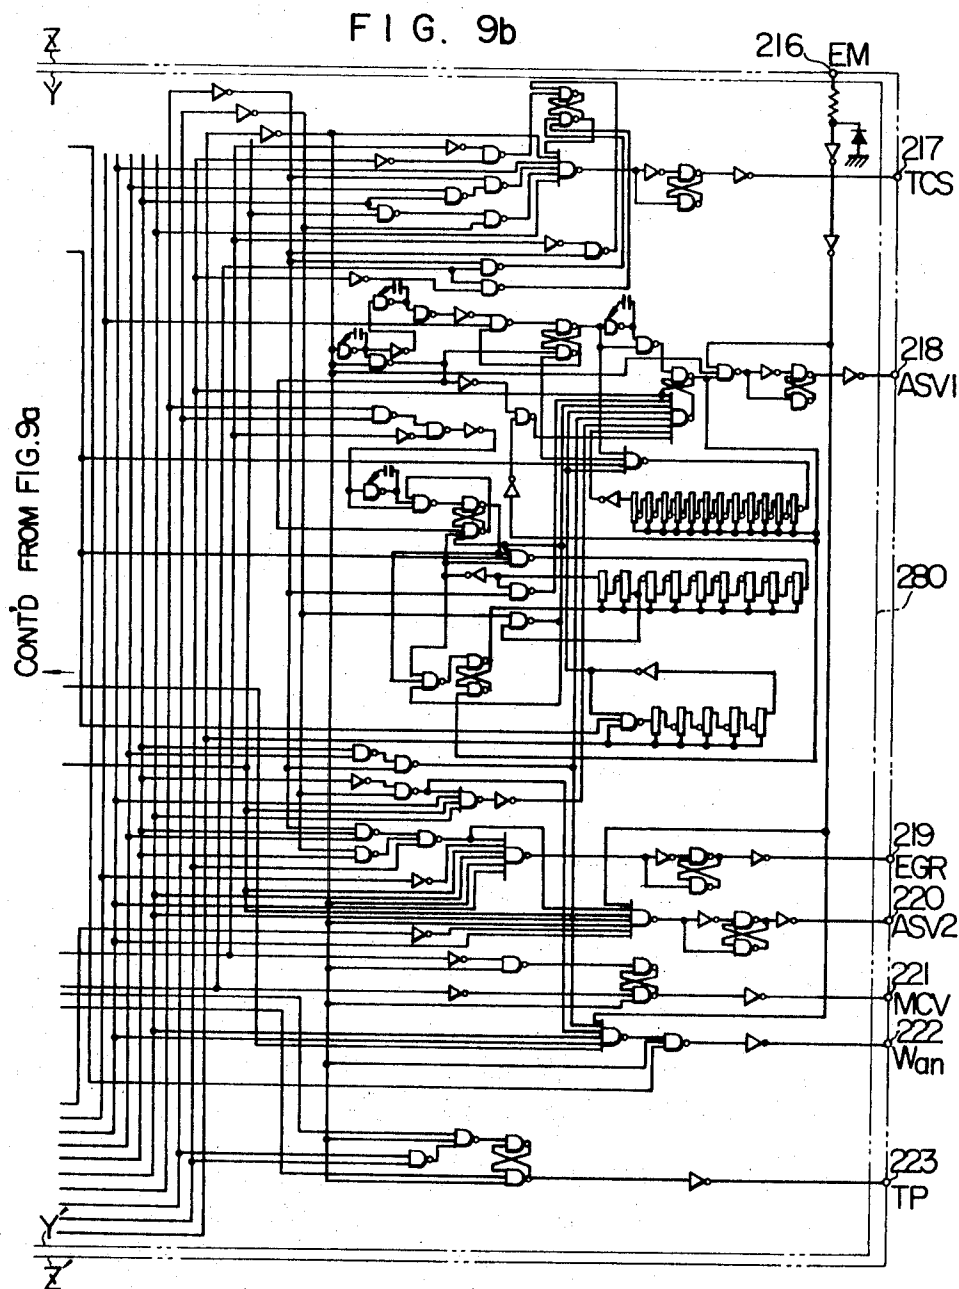 FIG. 9b
Z
Y
216 EM
217
TCS
218
ASV1
CONT'D FROM FIG.9a
280
219
EGR
220
ASV2
221
MCV
222
Wan
223
TP
Y'
Z'